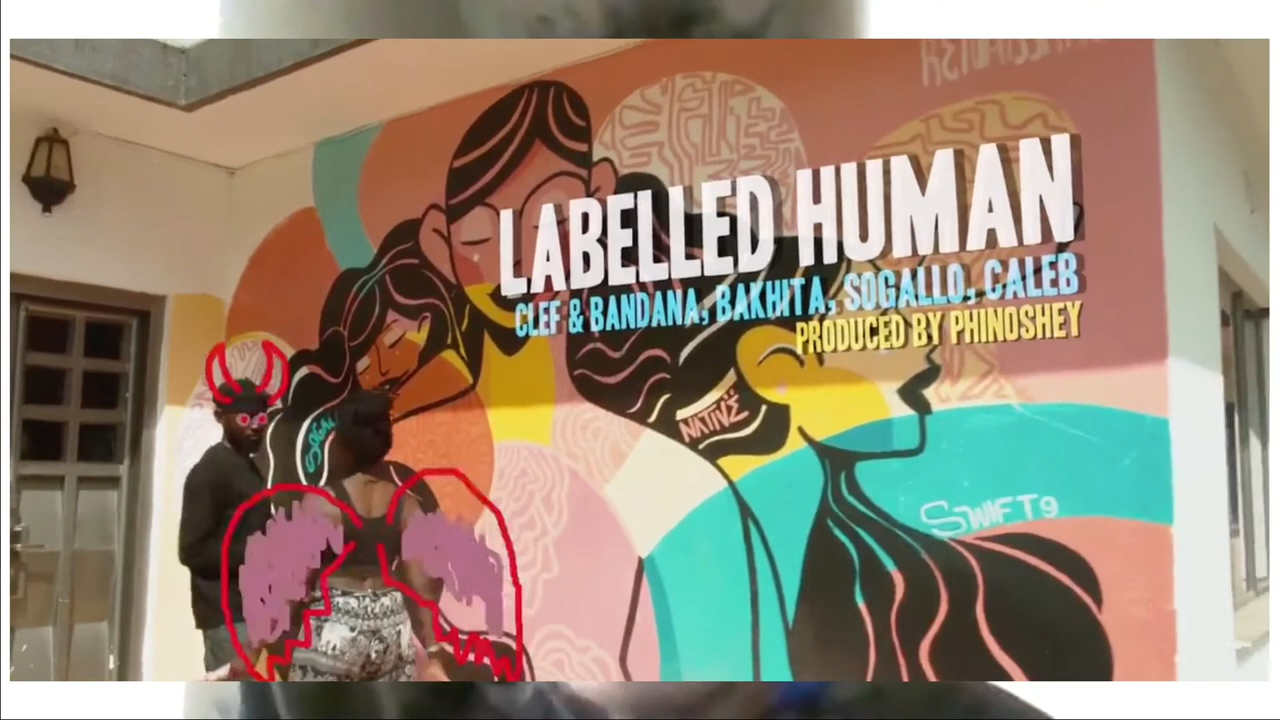 LABELLED HUMAN
CLEF & BANDANA, BAKHITA, SOGALLO, CALEB
PRODUCED BY PHINOSHEY
NATIVE
SWIFT9